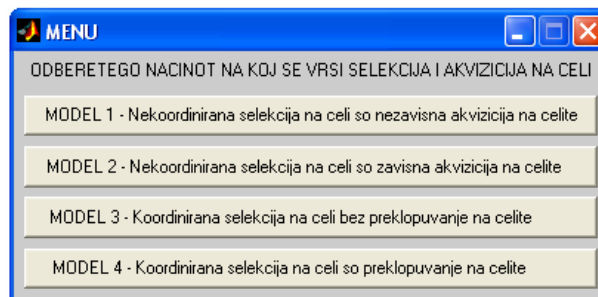 MENU
ODBERETEGO NACINOT NA KOJ SE VRSI SELEKCIJA I AKVIZICIJA NA CELI
MODEL 1 - Nekoordinirana selekcija na celi so nezavisna akvizicija na celite
MODEL 2 - Nekoordinirana selekcija na celi so zavisna akvizicija na celite
MODEL 3 - Koordinirana selekcija na celi bez preklopuvanje na celite
MODEL 4 - Koordinirana selekcija na celi so preklopuvanje na celite